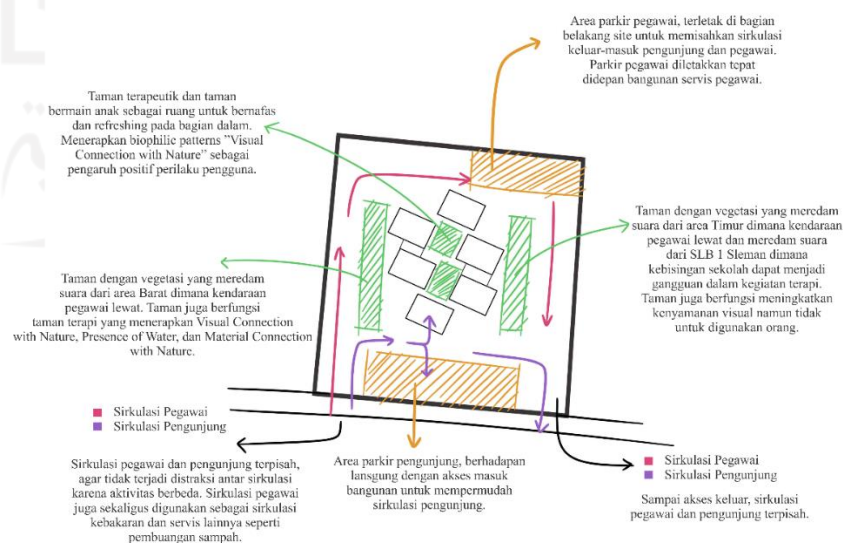 Area parkir pegawai, terletak di bagian
belakang site untuk memisahkan sirkulasi
keluar-masuk pengunjung dan pegawai.
Parkir pegawai diletakkan tepat
didepan bangunan servis pegawai.
Taman terapeutik dan taman
bermain anak sebagai ruang untuk bernafas
dan refreshing pada bagian dalam.
Menerapkan biophilic patterns "Visual
Connection with Nature" sebagai
pengaruh positif perilaku pengguna.
Taman dengan vegetasi yang meredam
suara dari area Timur dimana kendaraan
pegawai lewat dan meredam suara
dari SLB 1 Sleman dimana
kebisingan sekolah dapat menjadi
gangguan dalam kegiatan terapi.
Taman juga berfungsi meningkatkan
kenyamanan visual namun tidak
untuk digunakan orang.
Taman dengan vegetasi yang meredam
suara dari area Barat dimana kendaraan
pegawai lewat. Taman juga berfungsi
taman terapi yang menerapkan Visual Connection
with Nature, Presence of Water, dan Material Connection
with Nature.
Sirkulasi Pegawai
Sirkulasi Pengunjung
Sirkulasi pegawai dan pengunjung terpisah,
agar tidak terjadi distraksi antar sirkulasi
karena aktivitas berbeda. Sirkulasi pegawai
juga sekaligus digunakan sebagai sirkulasi
kebakaran dan servis lainnya seperti
pembuangan sampah.
Area parkir pengunjung, berhadapan
lansgung dengan akses masuk
bangunan untuk mempermudah
sirkulasi pengunjung.
Sirkulasi Pegawai
Sirkulasi Pengunjung
Sampai akses keluar, sirkulasi
pegawai dan pengunjung terpisah.